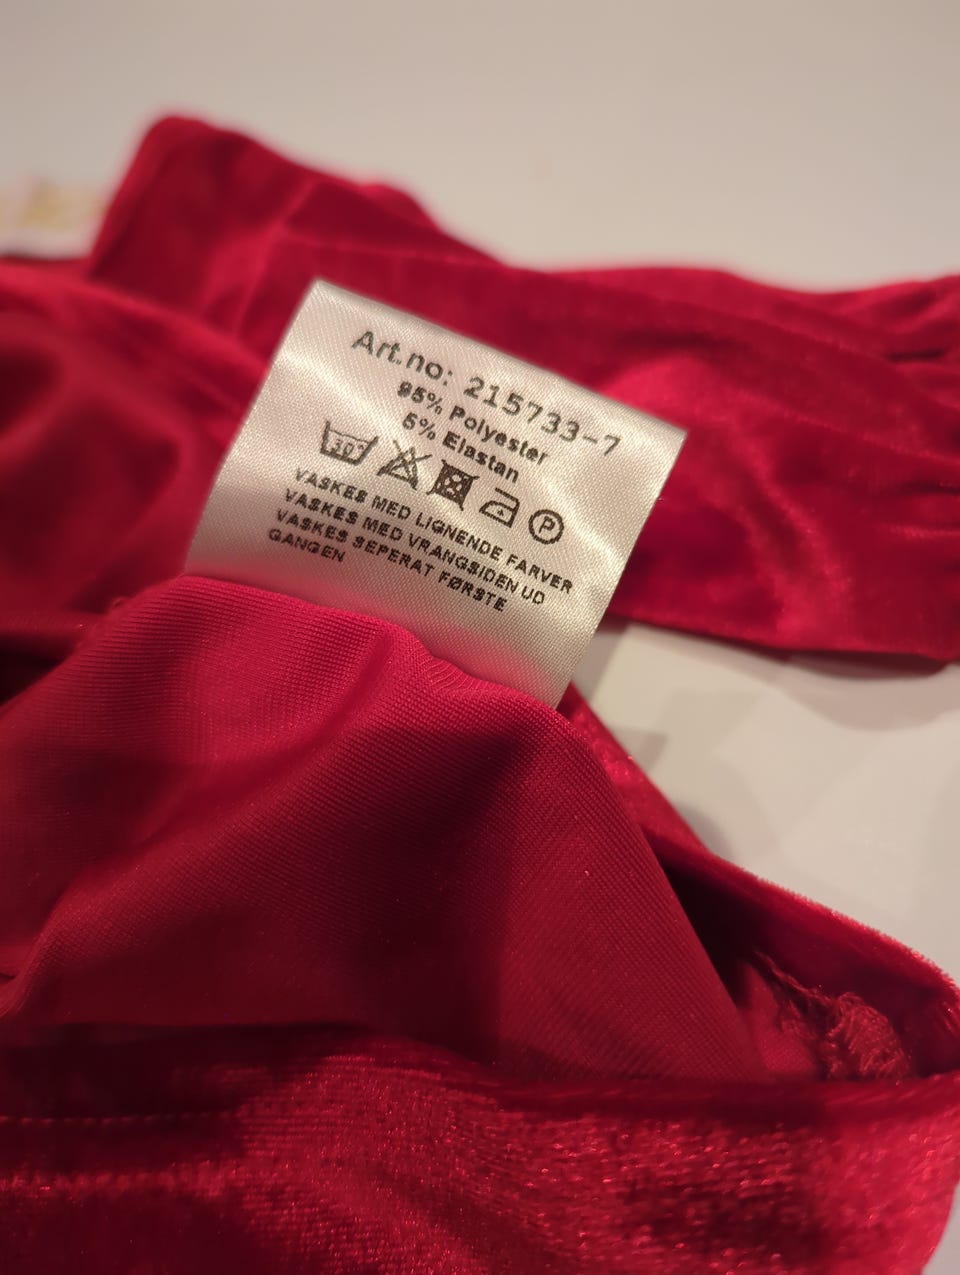 Art.no: 215733-7
95% Polyester
5% Elastan
30° P
VASKES MED LIGNENDE FARVER
VASKES MED VRANGSIDEN UD
VASKES SEPERAT FØRSTE
GANGEN